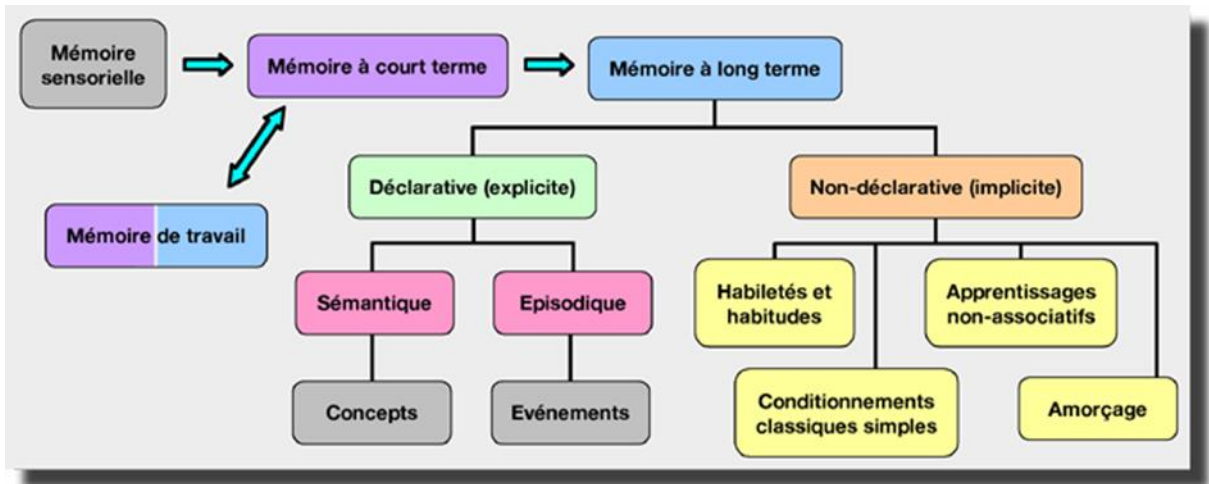 Mémoire
sensorielle
Mémoire à court terme
Mémoire à long terme
Déclarative (explicite)
Non-déclarative (implicite)
Mémoire de travail
Sémantique
Episodique
Habiletés et
habitudes
Apprentissages
non-associatifs
Concepts
Evénements
Conditionnements
classiques simples
Amorçage